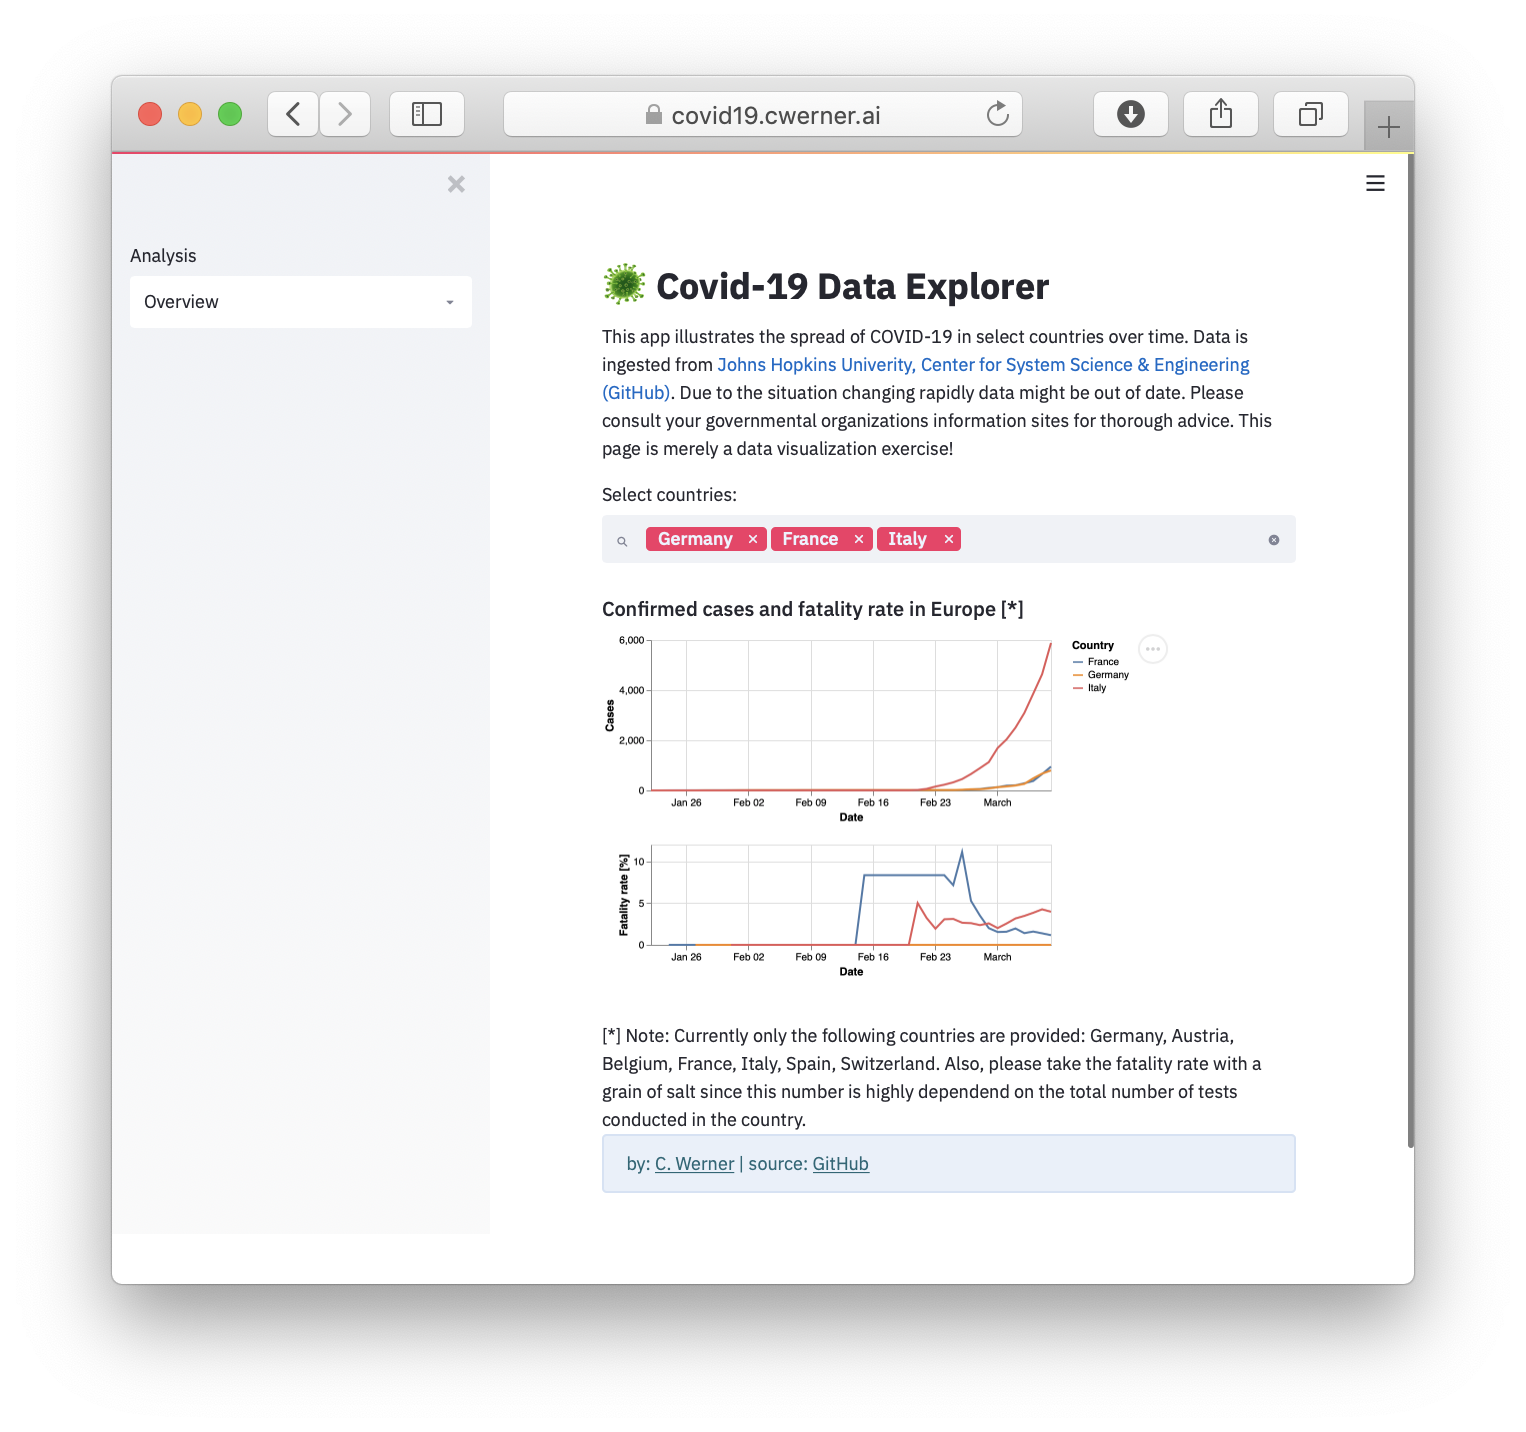 covid19.cwerner.ai
Analysis
Overview
Covid-19 Data Explorer
This app illustrates the spread of COVID-19 in select countries over time. Data is
ingested from Johns Hopkins Univerity, Center for System Science & Engineering
(GitHub). Due to the situation changing rapidly data might be out of date. Please
consult your governmental organizations information sites for thorough advice. This
page is merely a data visualization exercise!
Select countries:
Germany × France × Italy ×
Confirmed cases and fatality rate in Europe [*]
6,000
4,000
2,000
0
Cases
Jan 26 Feb 02 Feb 09 Feb 16 Feb 23 March
Date
Country
France
Germany
Italy
10
5
0
Fatality rate [%]
Jan 26 Feb 02 Feb 09 Feb 16 Feb 23 March
Date
[*] Note: Currently only the following countries are provided: Germany, Austria,
Belgium, France, Italy, Spain, Switzerland. Also, please take the fatality rate with a
grain of salt since this number is highly dependend on the total number of tests
conducted in the country.
by: C. Werner | source: GitHub